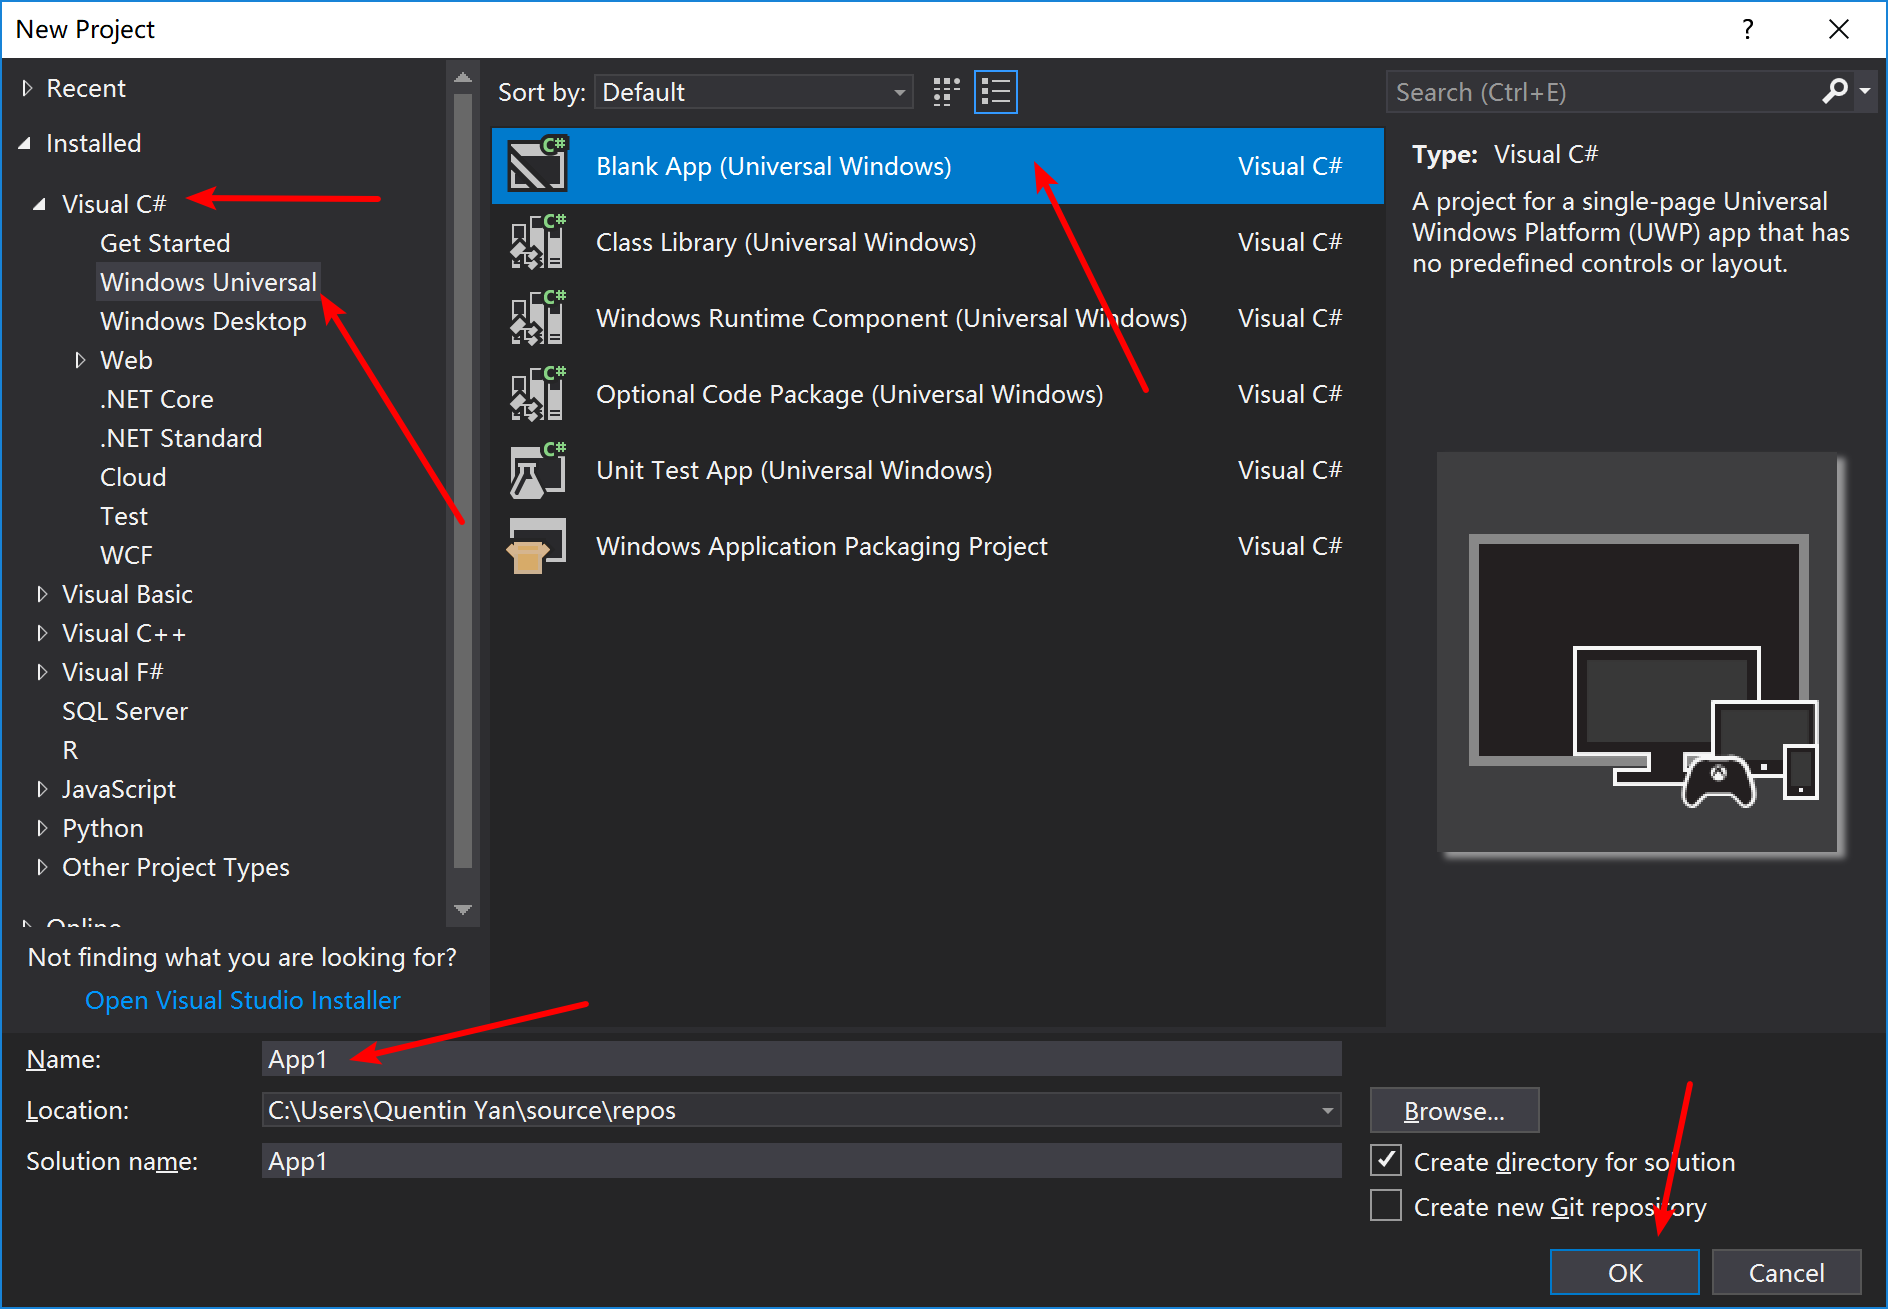 New Project
?
Recent
Installed
Visual C#
Get Started
Windows Universal
Windows Desktop
Web
.NET Core
.NET Standard
Cloud
Test
WCF
Visual Basic
Visual C++
Visual F#
SQL Server
R
JavaScript
Python
Other Project Types
Online
Not finding what you are looking for?
Open Visual Studio Installer
Sort by: Default
C# Blank App (Universal Windows) Visual C#
C# Class Library (Universal Windows) Visual C#
C# Windows Runtime Component (Universal Windows) Visual C#
C# Optional Code Package (Universal Windows) Visual C#
C# Unit Test App (Universal Windows) Visual C#
Windows Application Packaging Project Visual C#
Search (Ctrl+E)
Type: Visual C#
A project for a single-page Universal
Windows Platform (UWP) app that has
no predefined controls or layout.
Name: App1
Location: C:\Users\Quentin Yan\source\repos
Browse...
Solution name: App1
Create directory for solution
Create new Git repository
OK
Cancel